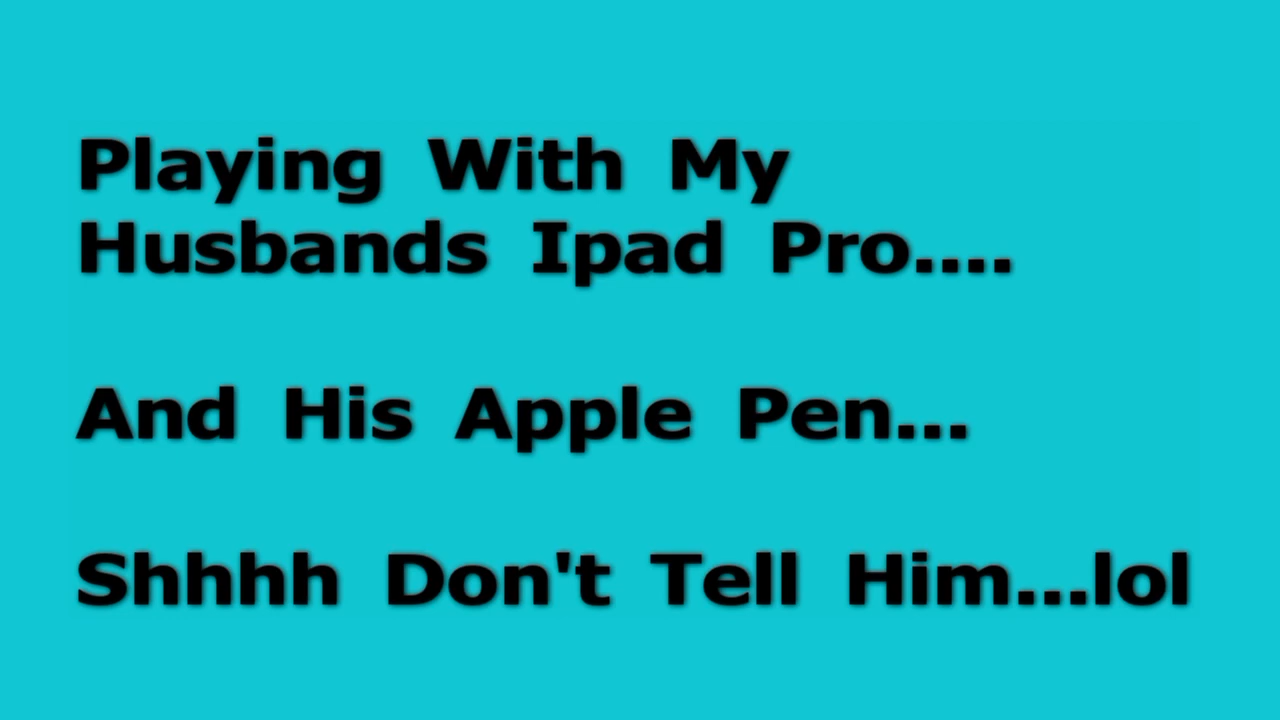 Playing With My
Husbands Ipad Pro....
And His Apple Pen...
Shhhh Don't Tell Him...lol